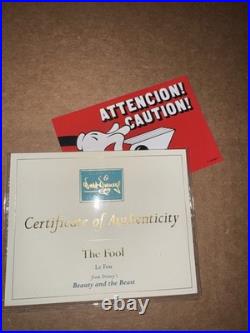 ATTENCION!
CAUTION!
Walt Disney
Certificate of Authenticity
The Fool
Le Fou
from Disney's
Beauty and the Beast